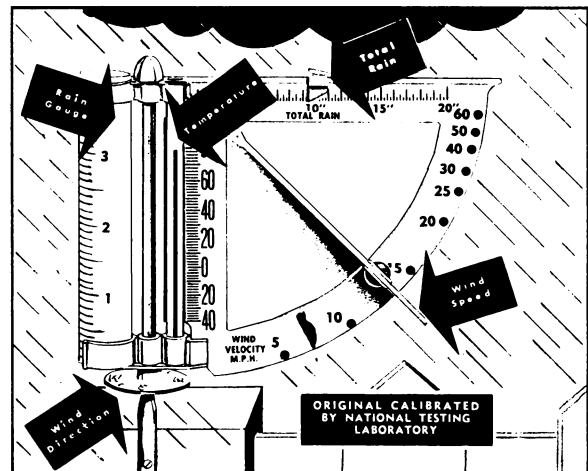 Total
Rain
Rain
Gauge
Temperature
10" 15" 20"
TOTAL RAIN
60
50
40
30
25
20
15
10
5
3
2
1
60
40
20
0
20
40
WIND
VELOCITY
M.P.H.
Wind
Speed
Wind
Direction
ORIGINAL CALIBRATED
BY NATIONAL TESTING
LABORATORY